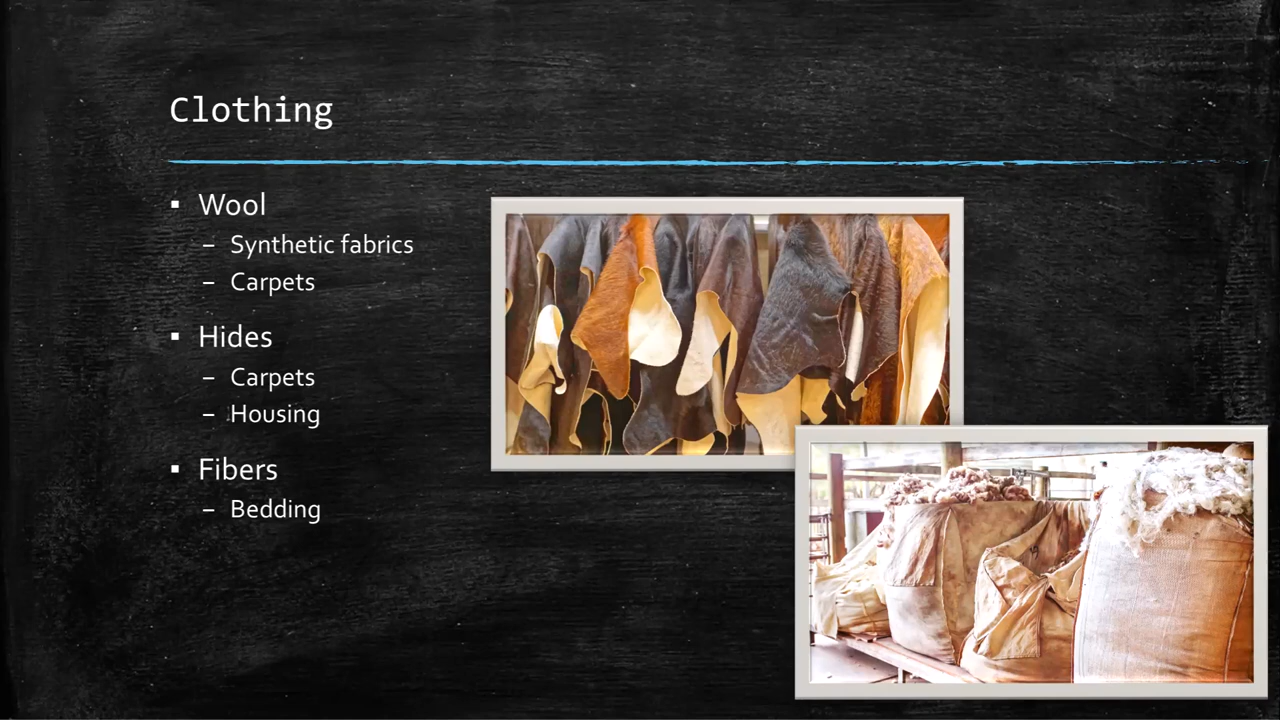 Clothing
▪ Wool
– Synthetic fabrics
– Carpets
▪ Hides
– Carpets
– Housing
▪ Fibers
– Bedding